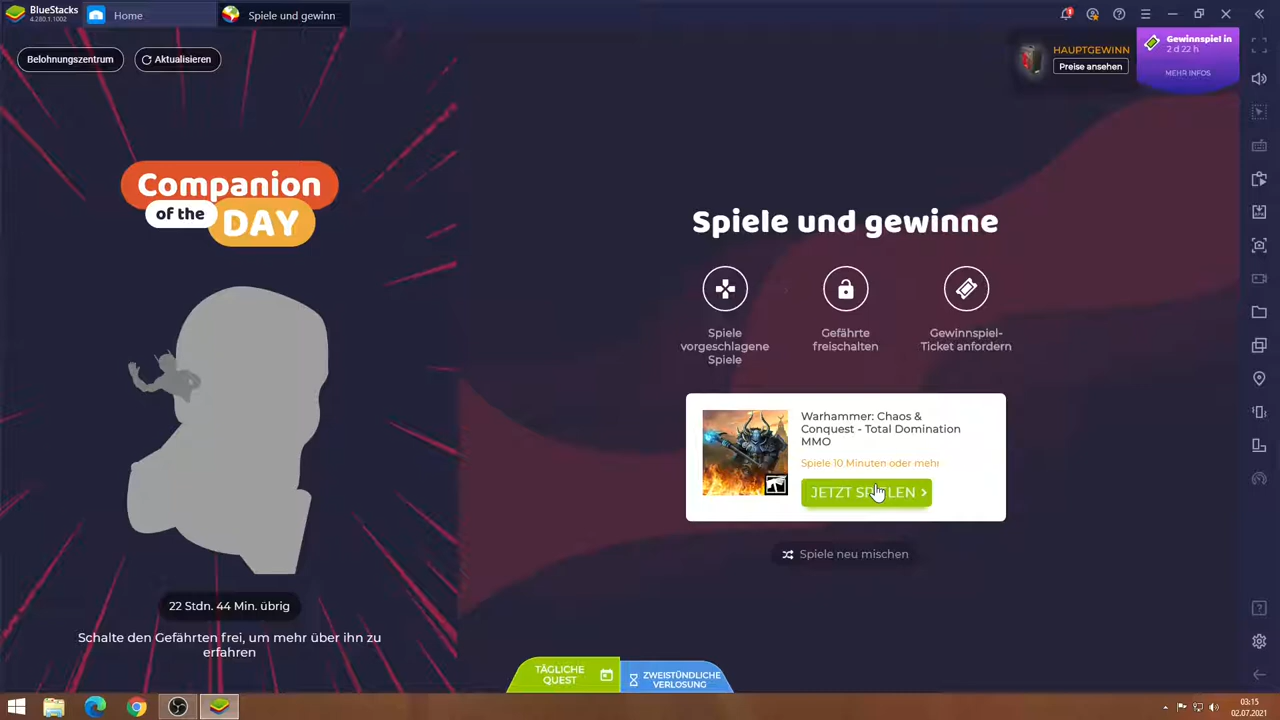 BlueStacks
4.280.1.1002
Home
Spiele und gewinn
Belohnungszentrum
Aktualisieren
HAUPTGEWINN
Preise ansehen
Gewinnspiel in
2 d 22 h
MEHR INFOS
Companion
of the
DAY
22 Stdn. 44 Min. übrig
Schalte den Gefährten frei, um mehr über ihn zu
erfahren
Spiele und gewinne
Spiele
vorgeschlagene
Spiele
Gefährte
freischalten
Gewinnspiel-
Ticket anfordern
Warhammer: Chaos &
Conquest - Total Domination
MMO
Spiele 10 Minuten oder mehr
JETZT SPIELEN
Spiele neu mischen
TÄGLICHE
QUEST
ZWEISTÜNDLICHE
VERLOSUNG
03:15
02.07.2021